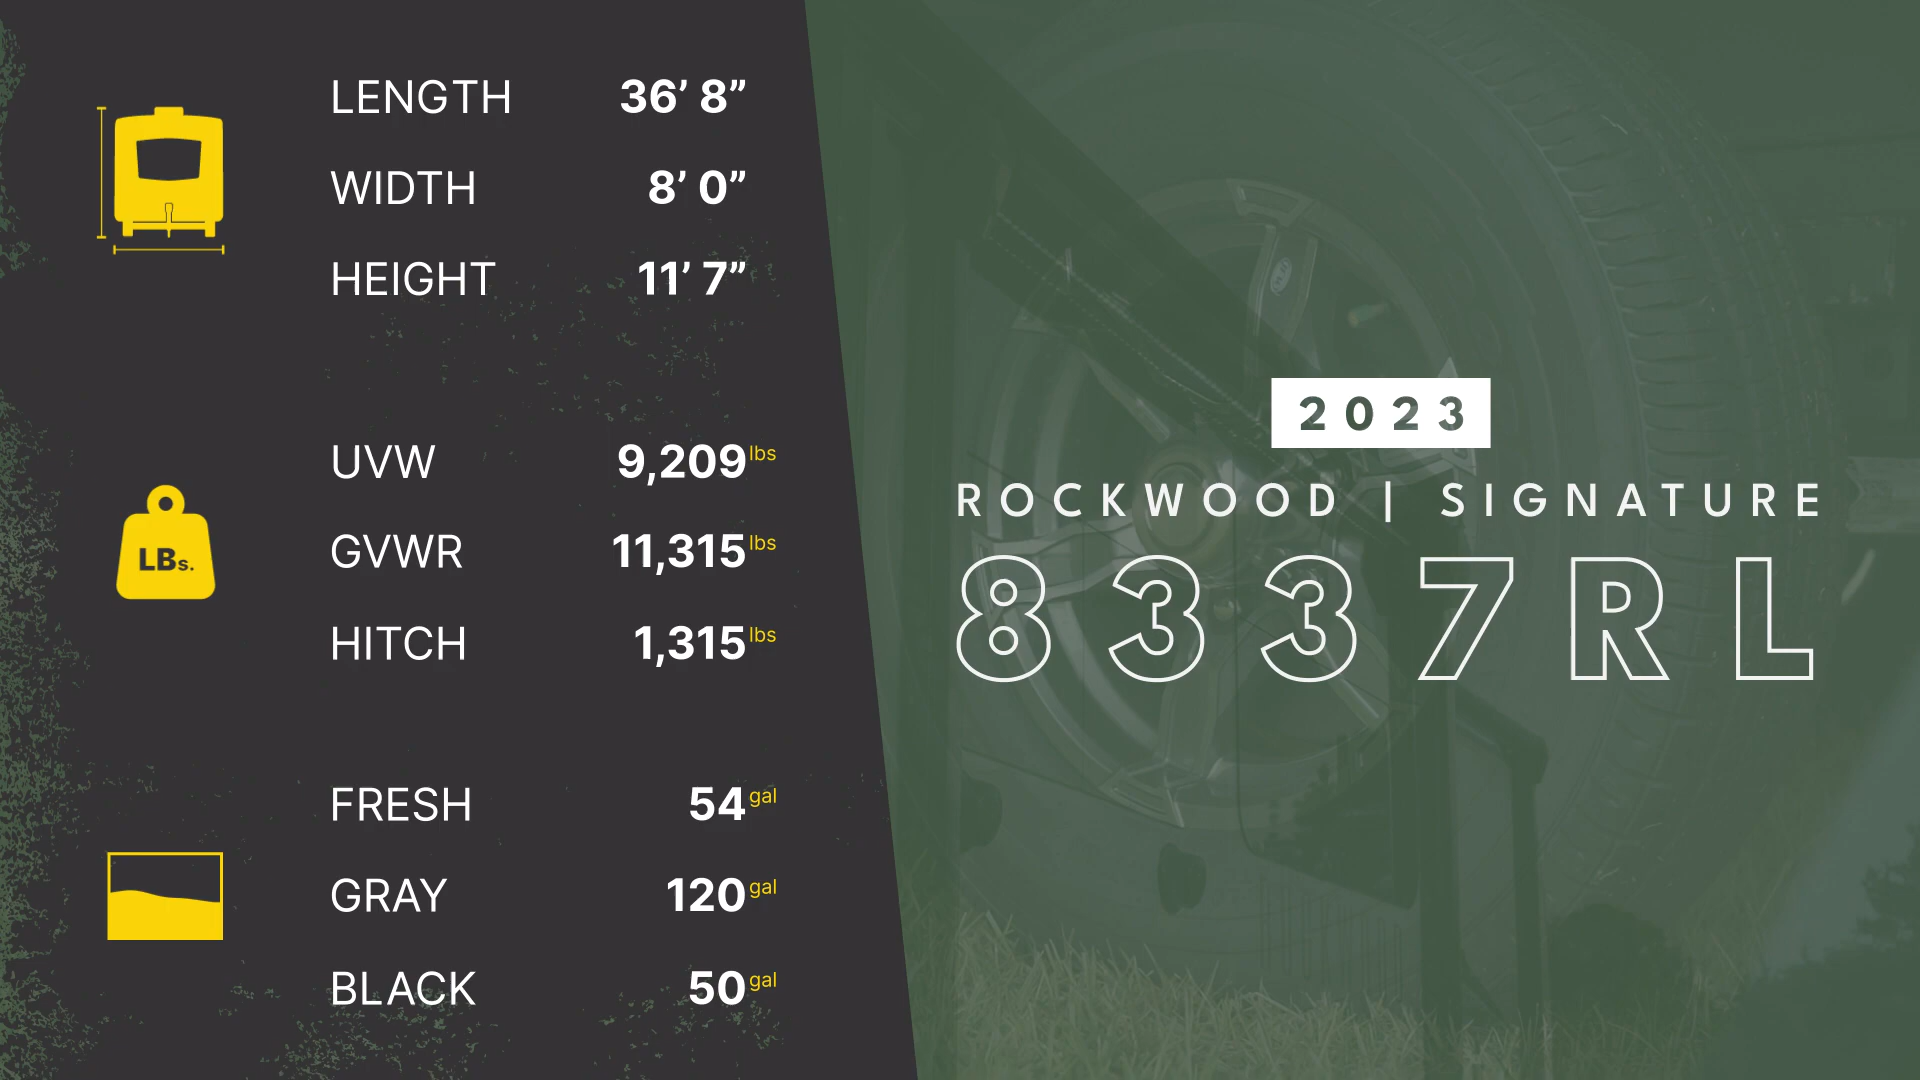 LENGTH 36’ 8”
WIDTH 8’ 0”
HEIGHT 11’ 7”
LBs.
UVW 9,209 lbs
GVWR 11,315 lbs
HITCH 1,315 lbs
FRESH 54 gal
GRAY 120 gal
BLACK 50 gal
2023
ROCKWOOD | SIGNATURE
8337RL